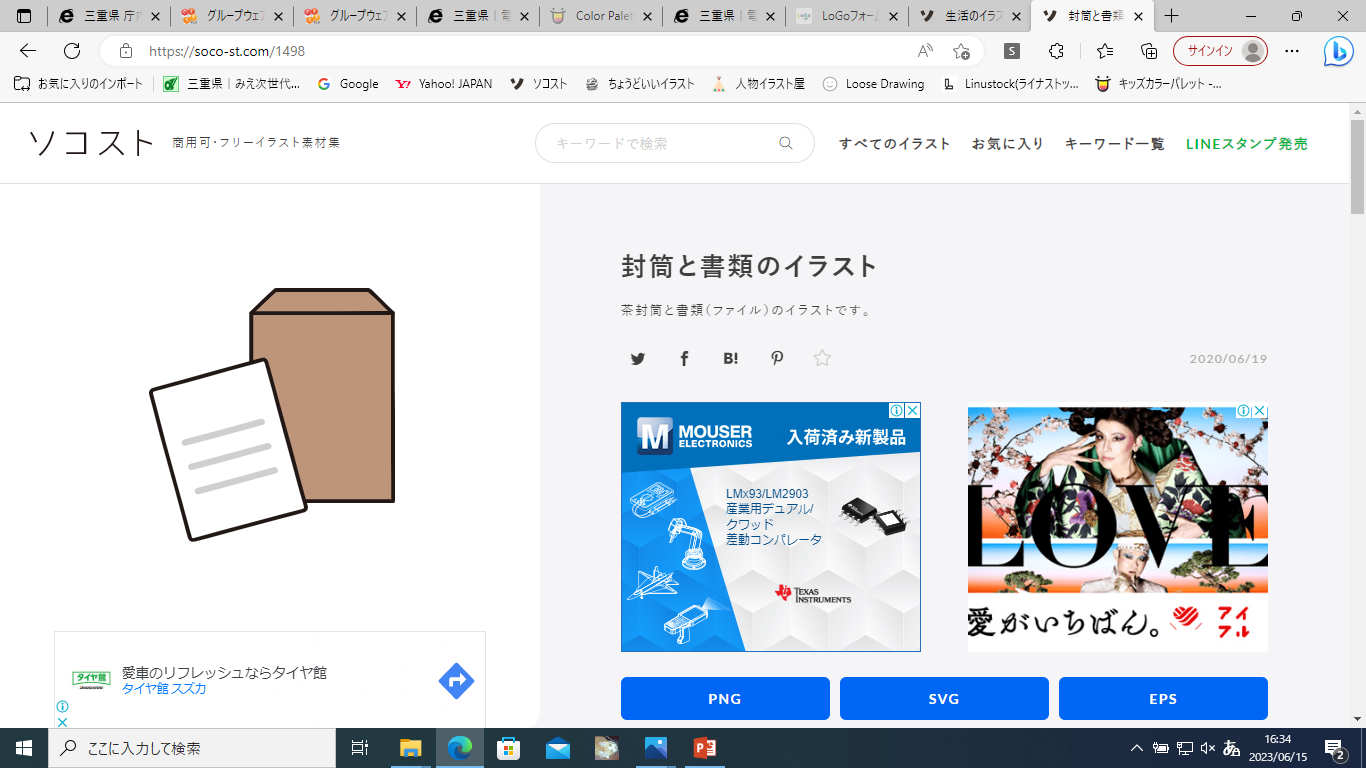 三重県 庁内
グループウェア
グループウェア
三重県｜電
Color Palet
三重県｜電
LoGoフォーム
生活のイラス
封筒と書類
https://soco-st.com/1498
サインイン
お気に入りのインポート
三重県｜みえ次世代...
Google
Yahoo! JAPAN
ソコスト
ちょうどいいイラスト
人物イラスト屋
Loose Drawing
Linustock(ライナストッ...
キッズカラーパレット -...
ソコスト
商用可・フリーイラスト素材集
キーワードで検索
すべてのイラスト
お気に入り
キーワード一覧
LINEスタンプ発売
封筒と書類のイラスト
茶封筒と書類（ファイル）のイラストです。
B!
2020/06/19
MOUSER
ELECTRONICS
入荷済み新製品
LMx93/LM2903
産業用デュアル/
クワッド
差動コンパレータ
TEXAS
INSTRUMENTS
LOVE
愛がいちばん。
アイ
フル
タイヤ館
愛車のリフレッシュならタイヤ館
タイヤ館 スズカ
PNG
SVG
EPS
ここに入力して検索
あ
16:34
2023/06/15
2